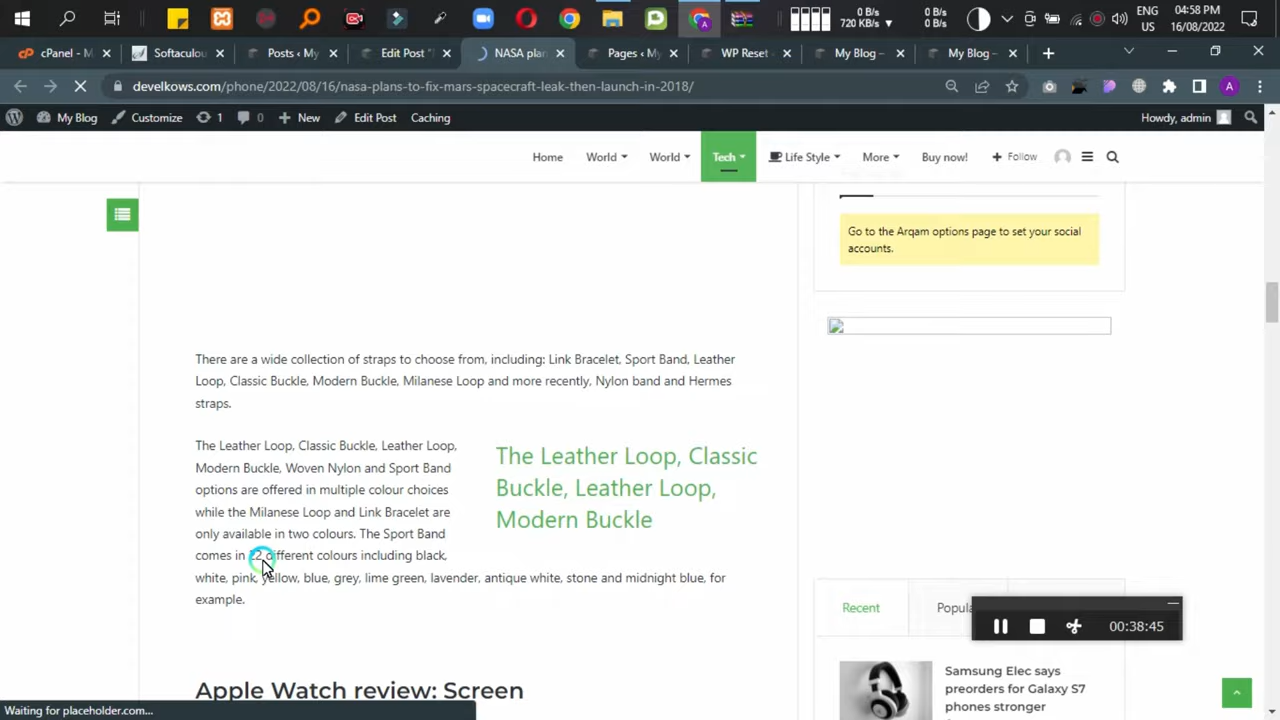 ENG
US
04:58 PM
16/08/2022
0 B/s
720 KB/s
0 B/s
0 B/s
cPanel - M
Softaculou
Posts ‹ My
Edit Post "
NASA plan
Pages ‹ My
WP Reset -
My Blog –
My Blog –
develkows.com/phone/2022/08/16/nasa-plans-to-fix-mars-spacecraft-leak-then-launch-in-2018/
A
My Blog
Customize
1
0
New
Edit Post
Caching
Howdy, admin
Home
World
World
Tech
Life Style
More
Buy now!
Follow
Go to the Arqam options page to set your social
accounts.
There are a wide collection of straps to choose from, including: Link Bracelet, Sport Band, Leather
Loop, Classic Buckle, Modern Buckle, Milanese Loop and more recently, Nylon band and Hermes
straps.
The Leather Loop, Classic Buckle, Leather Loop,
Modern Buckle, Woven Nylon and Sport Band
options are offered in multiple colour choices
while the Milanese Loop and Link Bracelet are
only available in two colours. The Sport Band
comes in 22 different colours including black,
white, pink, yellow, blue, grey, lime green, lavender, antique white, stone and midnight blue, for
example.
The Leather Loop, Classic
Buckle, Leather Loop,
Modern Buckle
Apple Watch review: Screen
Recent
Popula
00:38:45
Samsung Elec says
preorders for Galaxy S7
phones stronger
Waiting for placeholder.com...